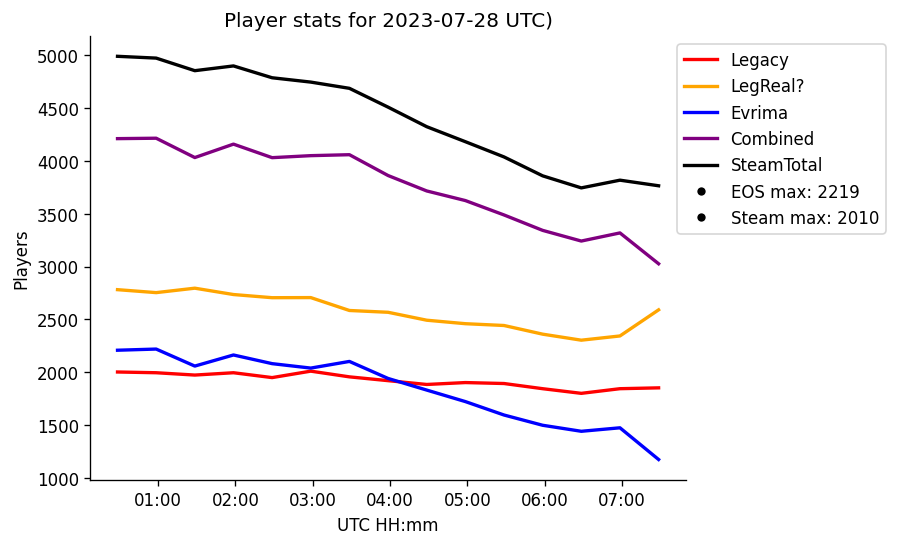 Player stats for 2023-07-28 UTC)
Players
5000
4500
4000
3500
3000
2500
2000
1500
1000
01:00 02:00 03:00 04:00 05:00 06:00 07:00
UTC HH:mm
Legacy
LegReal?
Evrima
Combined
SteamTotal
EOS max: 2219
Steam max: 2010